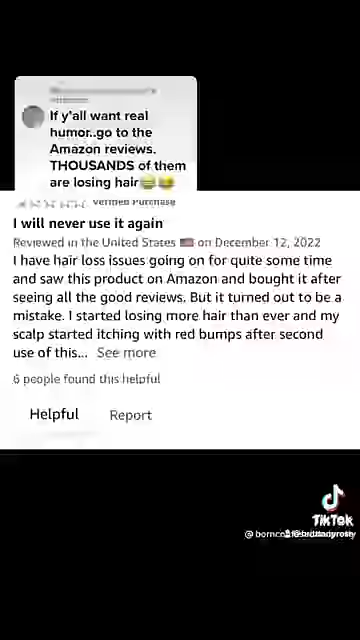 If y'all want real
humor..go to the
Amazon reviews.
THOUSANDS of them
are losing hair😂😂
Verified Purchase
I will never use it again
Reviewed in the United States 🇺🇸 on December 12, 2022
I have hair loss issues going on for quite some time
and saw this product on Amazon and bought it after
seeing all the good reviews. But it turned out to be a
mistake. I started losing more hair than ever and my
scalp started itching with red bumps after second
use of this... See more
6 people found this helpful
Helpful Report
TikTok